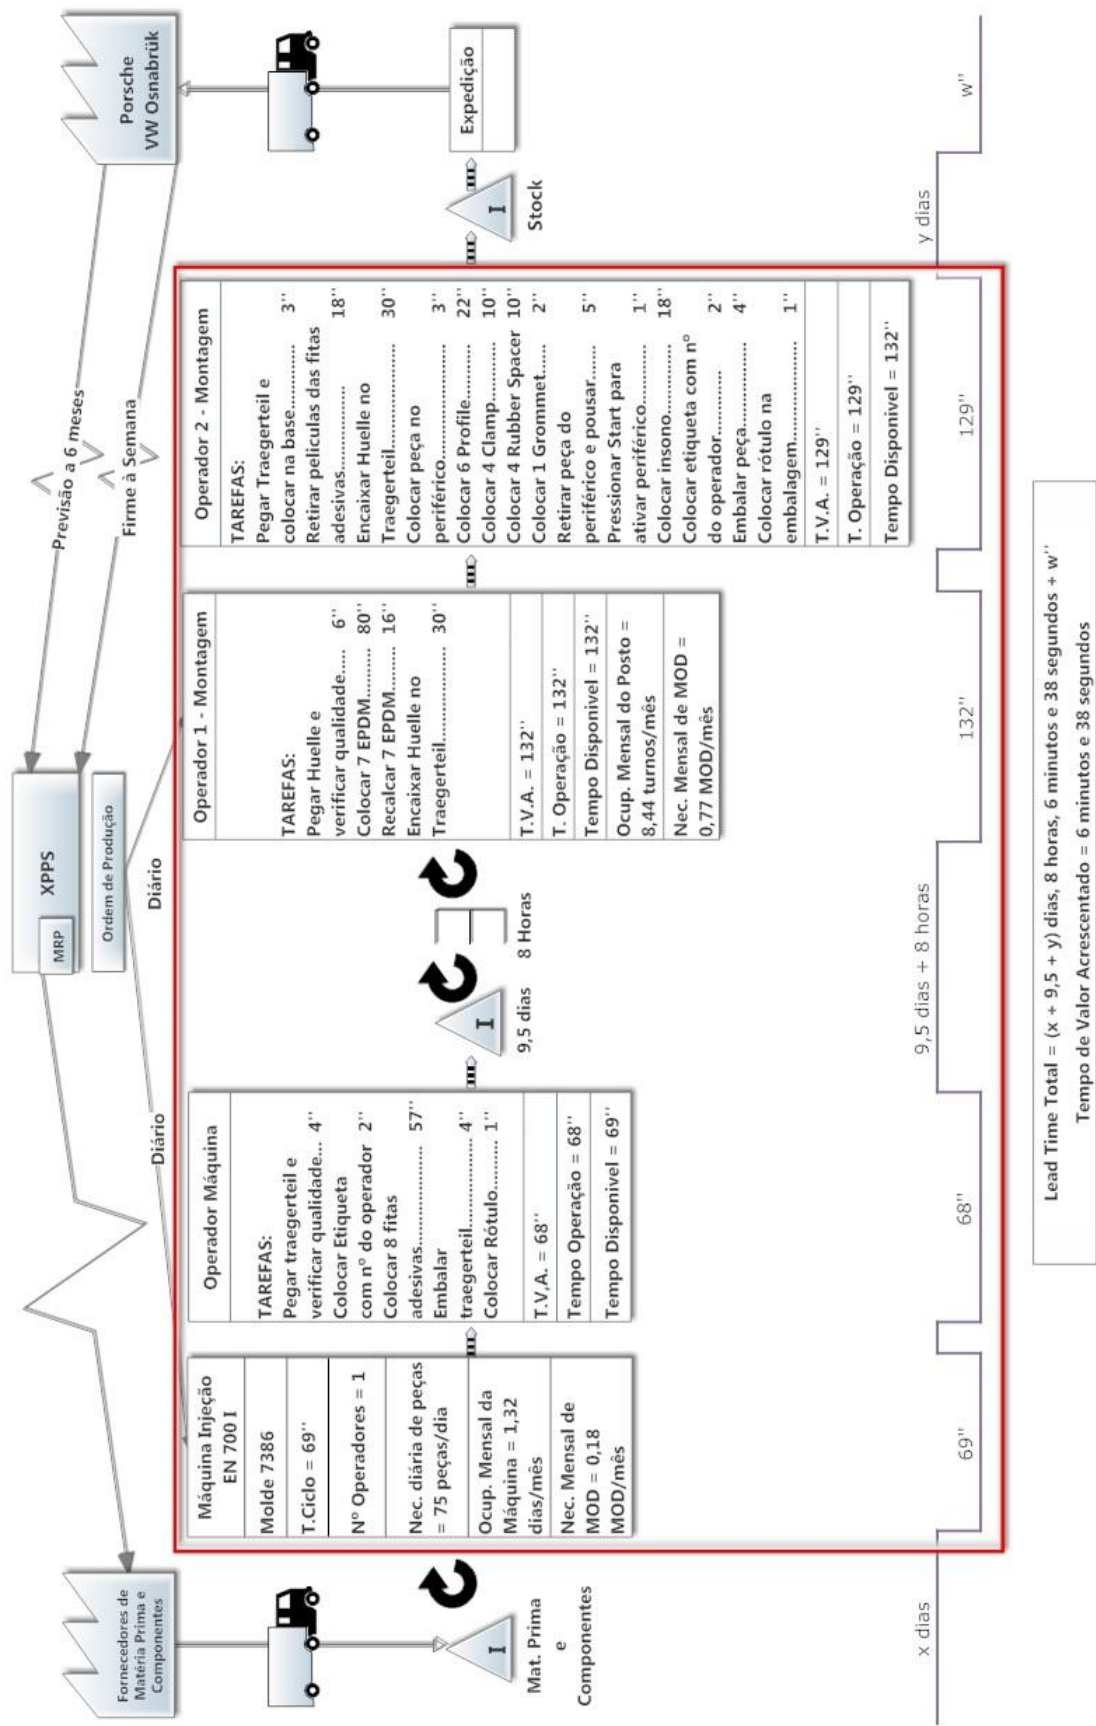 Fornecedores de
Matéria Prima e
Componentes
XPPS
MRP
Ordem de Produção
Previsão a 6 meses
Firme à Semana
Porsche
VW Osnabrük
Diário
Diário
Mat. Prima
e
Componentes
Máquina Injeção
EN 700 I
Molde 7386
T.Ciclo = 69''
Nº Operadores = 1
Nec. diária de peças
= 75 peças/dia
Ocup. Mensal da
Máquina = 1,32
dias/mês
Nec. Mensal de
MOD = 0,18
MOD/mês
Operador Máquina
TAREFAS:
Pegar traegerteil e
verificar qualidade... 4''
Colocar Etiqueta
com nº do operador 2''
Colocar 8 fitas
adesivas................... 57''
Embalar
traegerteil................. 4''
Colocar Rótulo.......... 1''
T.V,A. = 68''
Tempo Operação = 68''
Tempo Disponivel = 69''
I
9,5 dias
8 Horas
Operador 1 - Montagem
TAREFAS:
Pegar Huelle e
verificar qualidade...... 6''
Colocar 7 EPDM.......... 80''
Recalcar 7 EPDM......... 16''
Encaixar Huelle no
Traegerteil.................. 30''
T.V.A. = 132''
T. Operação = 132''
Tempo Disponivel = 132''
Ocup. Mensal do Posto =
8,44 turnos/mês
Nec. Mensal de MOD =
0,77 MOD/mês
Operador 2 - Montagem
TAREFAS:
Pegar Traegerteil e
colocar na base............... 3''
Retirar peliculas das fitas
adesivas......................... 18''
Encaixar Huelle no
Traegerteil...................... 30''
Colocar peça no
periférico........................ 3''
Colocar 6 Profile.............. 22''
Colocar 4 Clamp.............. 10''
Colocar 4 Rubber Spacer 10''
Colocar 1 Grommet...... 2''
Retirar peça do
periférico e pousar........ 5''
Pressionar Start para
ativar periférico.............. 1''
Colocar insono................ 18''
Colocar etiqueta com nº
do operador.................... 2''
Embalar peça.................. 4''
Colocar rótulo na
embalagem..................... 1''
T.V.A. = 129''
T. Operação = 129''
Tempo Disponivel = 132''
I
Stock
Expedição
I
x dias
69''
68''
9,5 dias + 8 horas
132''
129''
y dias
w''
Lead Time Total = (x + 9,5 + y) dias, 8 horas, 6 minutos e 38 segundos + w''
Tempo de Valor Acrescentado = 6 minutos e 38 segundos